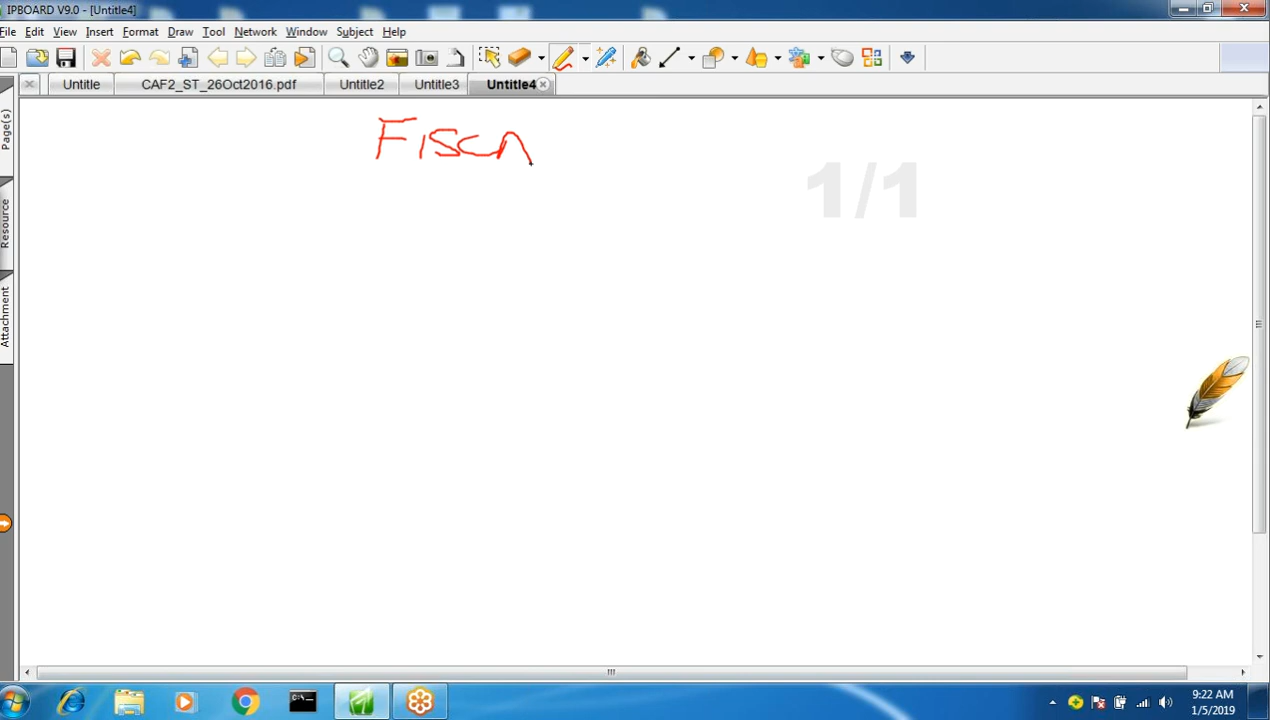 IPBOARD V9.0 - [Untitle4]
File Edit View Insert Format Draw Tool Network Window Subject Help
Untitle CAF2_ST_26Oct2016.pdf Untitle2 Untitle3 Untitle4
Page(s)
Resource
Attachment
Fisca
1/1
9:22 AM
1/5/2019